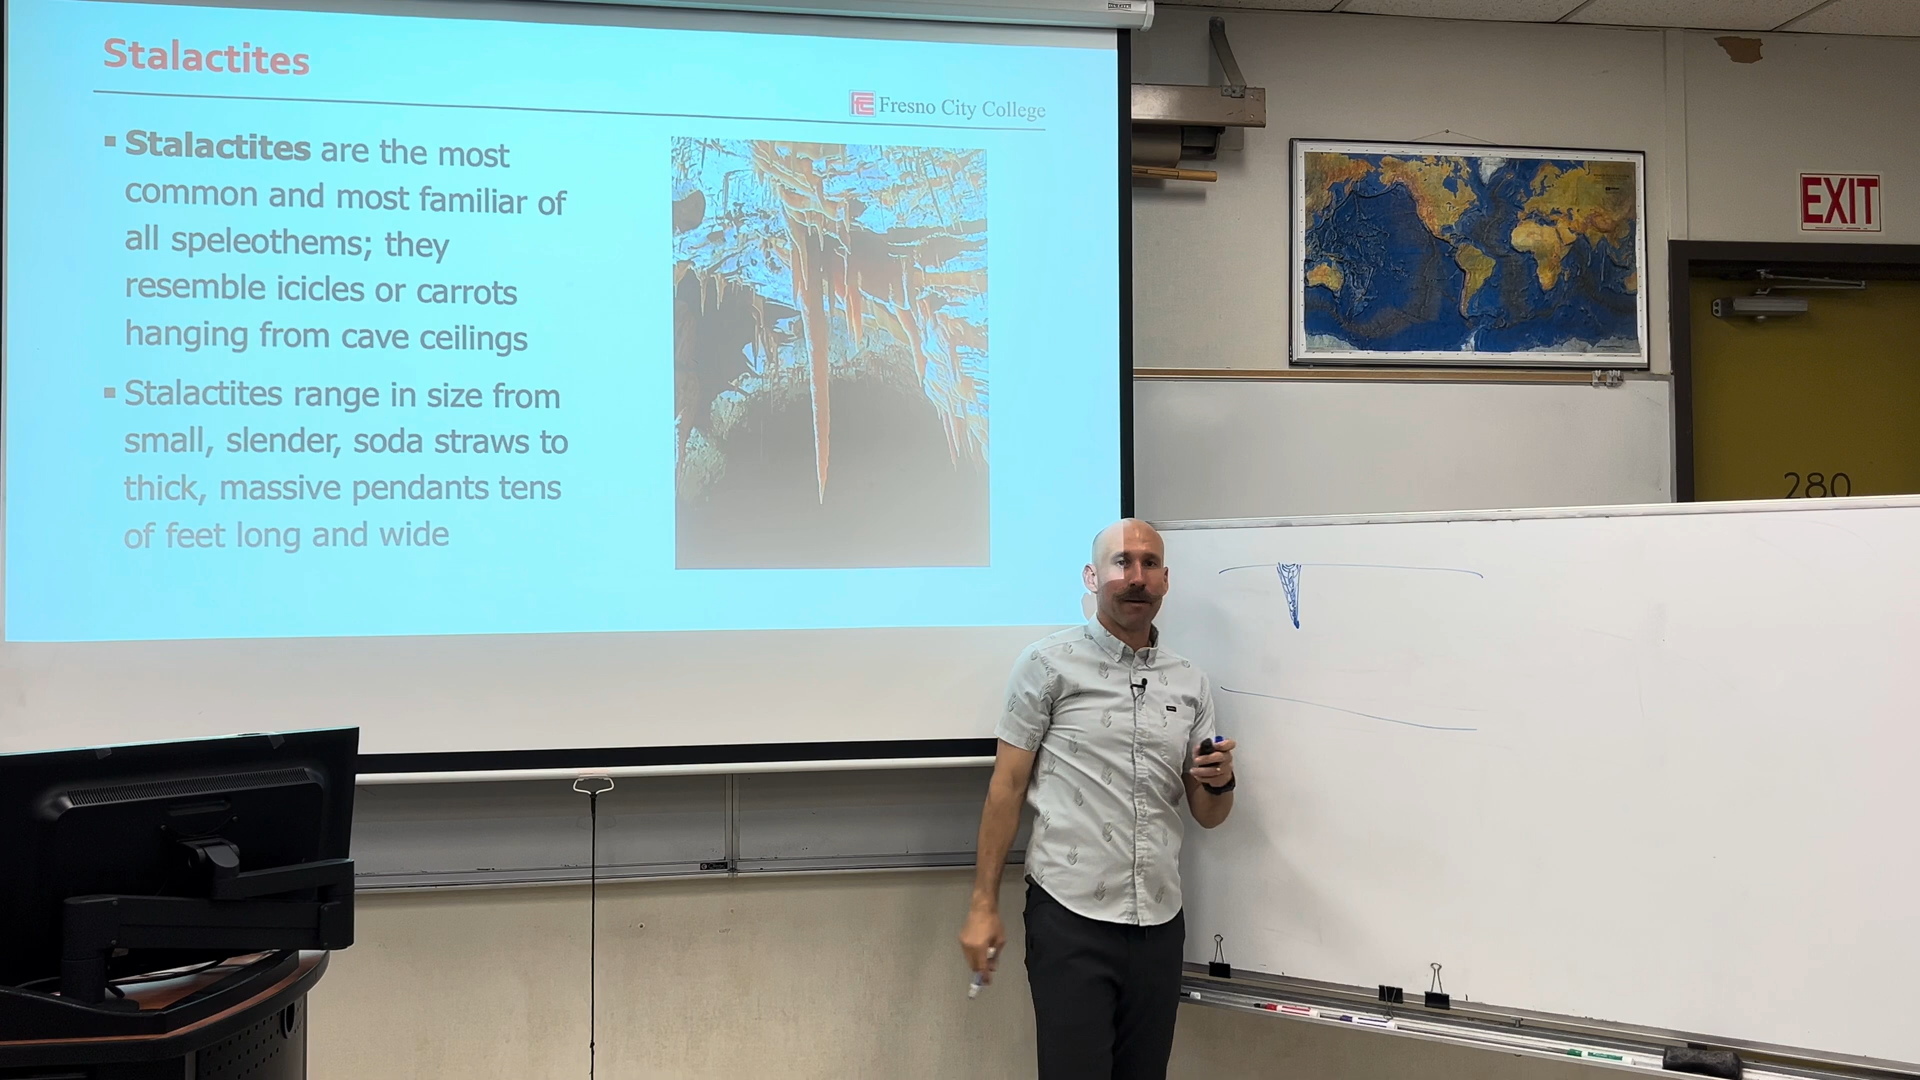 Stalactites
Fresno City College
▪ Stalactites are the most
common and most familiar of
all speleothems; they
resemble icicles or carrots
hanging from cave ceilings
▪ Stalactites range in size from
small, slender, soda straws to
thick, massive pendants tens
of feet long and wide
EXIT
280